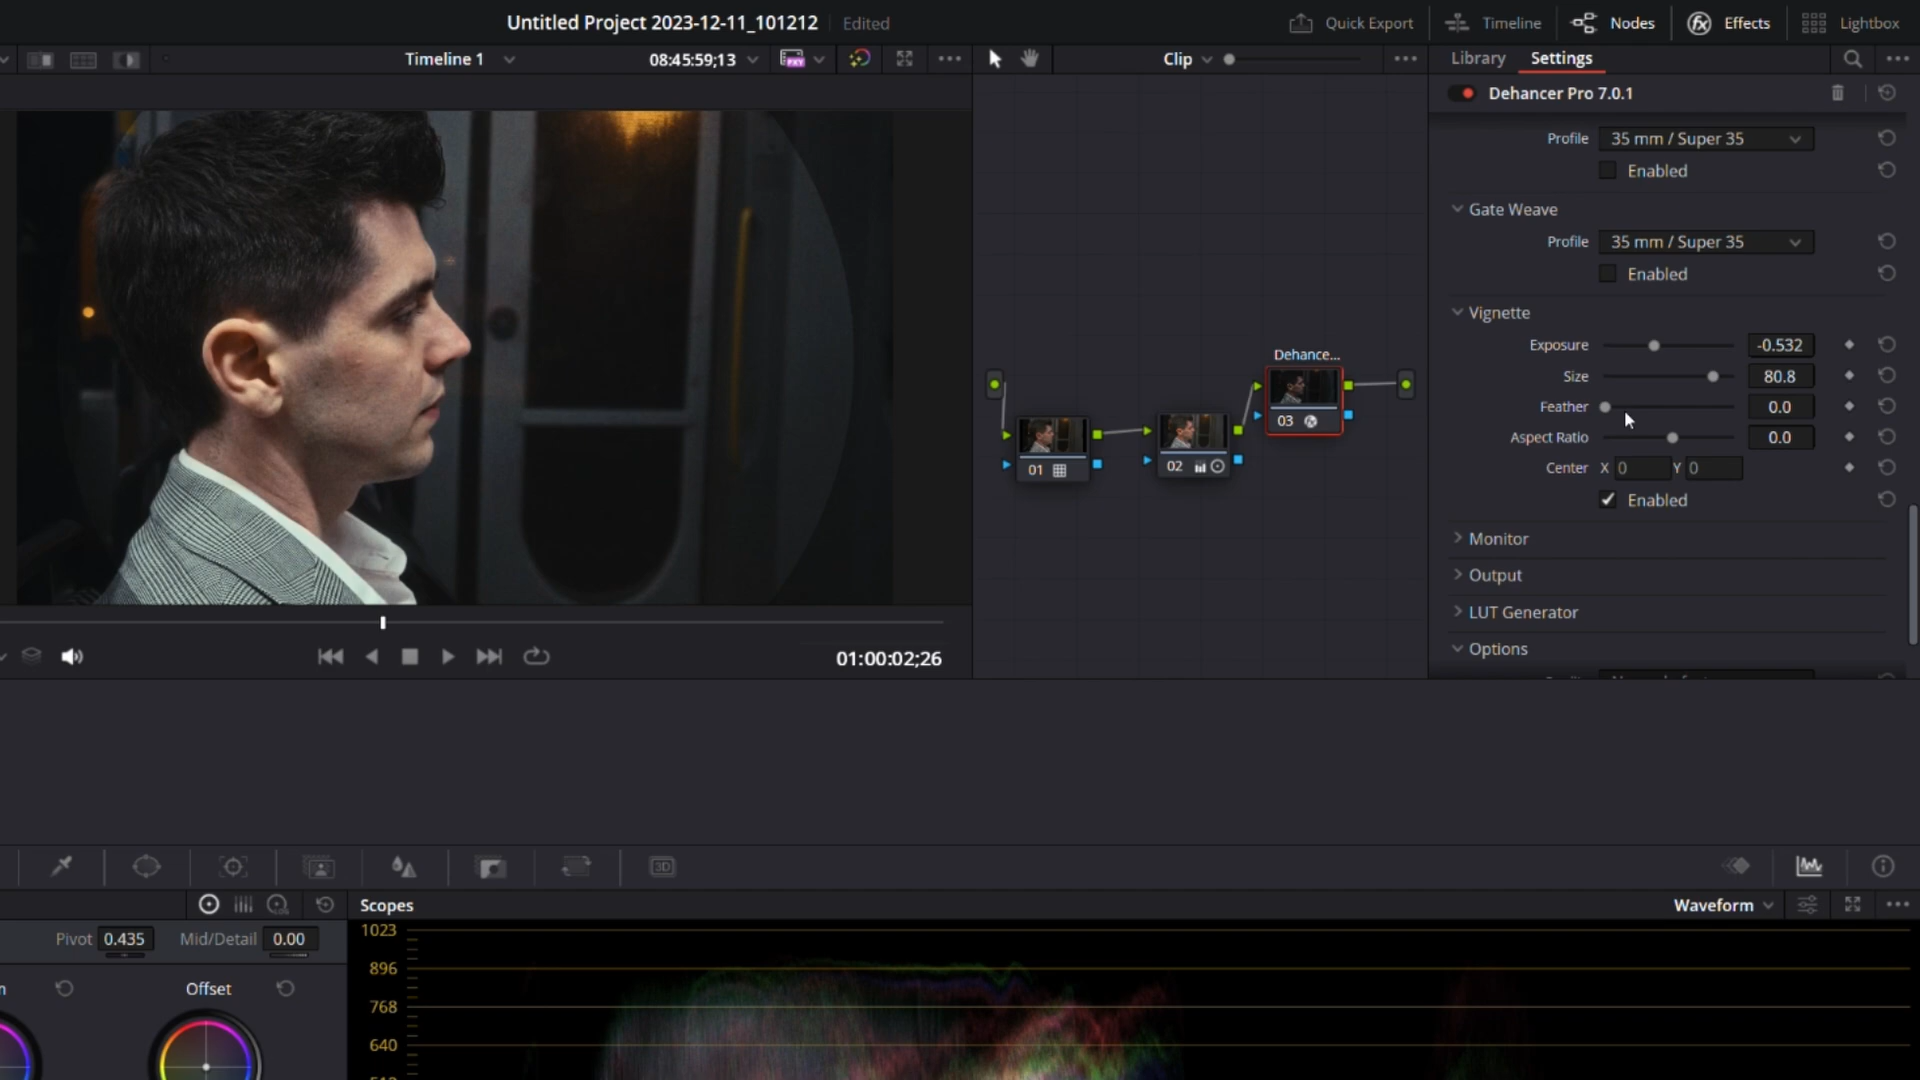 Untitled Project 2023-12-11_101212 Edited
Quick Export Timeline Nodes Effects Lightbox
Timeline 1 08:45:59;13 Clip Library Settings
Dehancer Pro 7.0.1
Profile 35 mm / Super 35
Enabled
Gate Weave
Profile 35 mm / Super 35
Enabled
Vignette
Exposure -0.532
Size 80.8
Feather 0.0
Aspect Ratio 0.0
Center X 0 Y 0
Enabled
Monitor
Output
LUT Generator
Options
Dehance...
03
01
02
01:00:02;26
3D
Scopes
Waveform
Pivot 0.435 Mid/Detail 0.00
Offset
1023
896
768
640